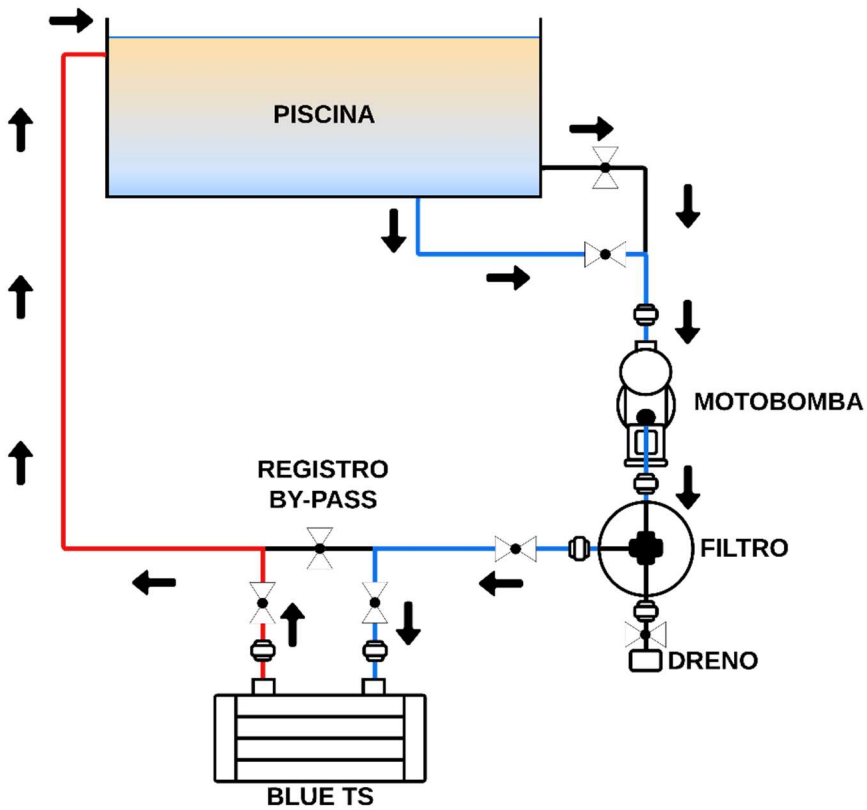 PISCINA
MOTOBOMBA
REGISTRO
BY-PASS
FILTRO
DRENO
BLUE TS